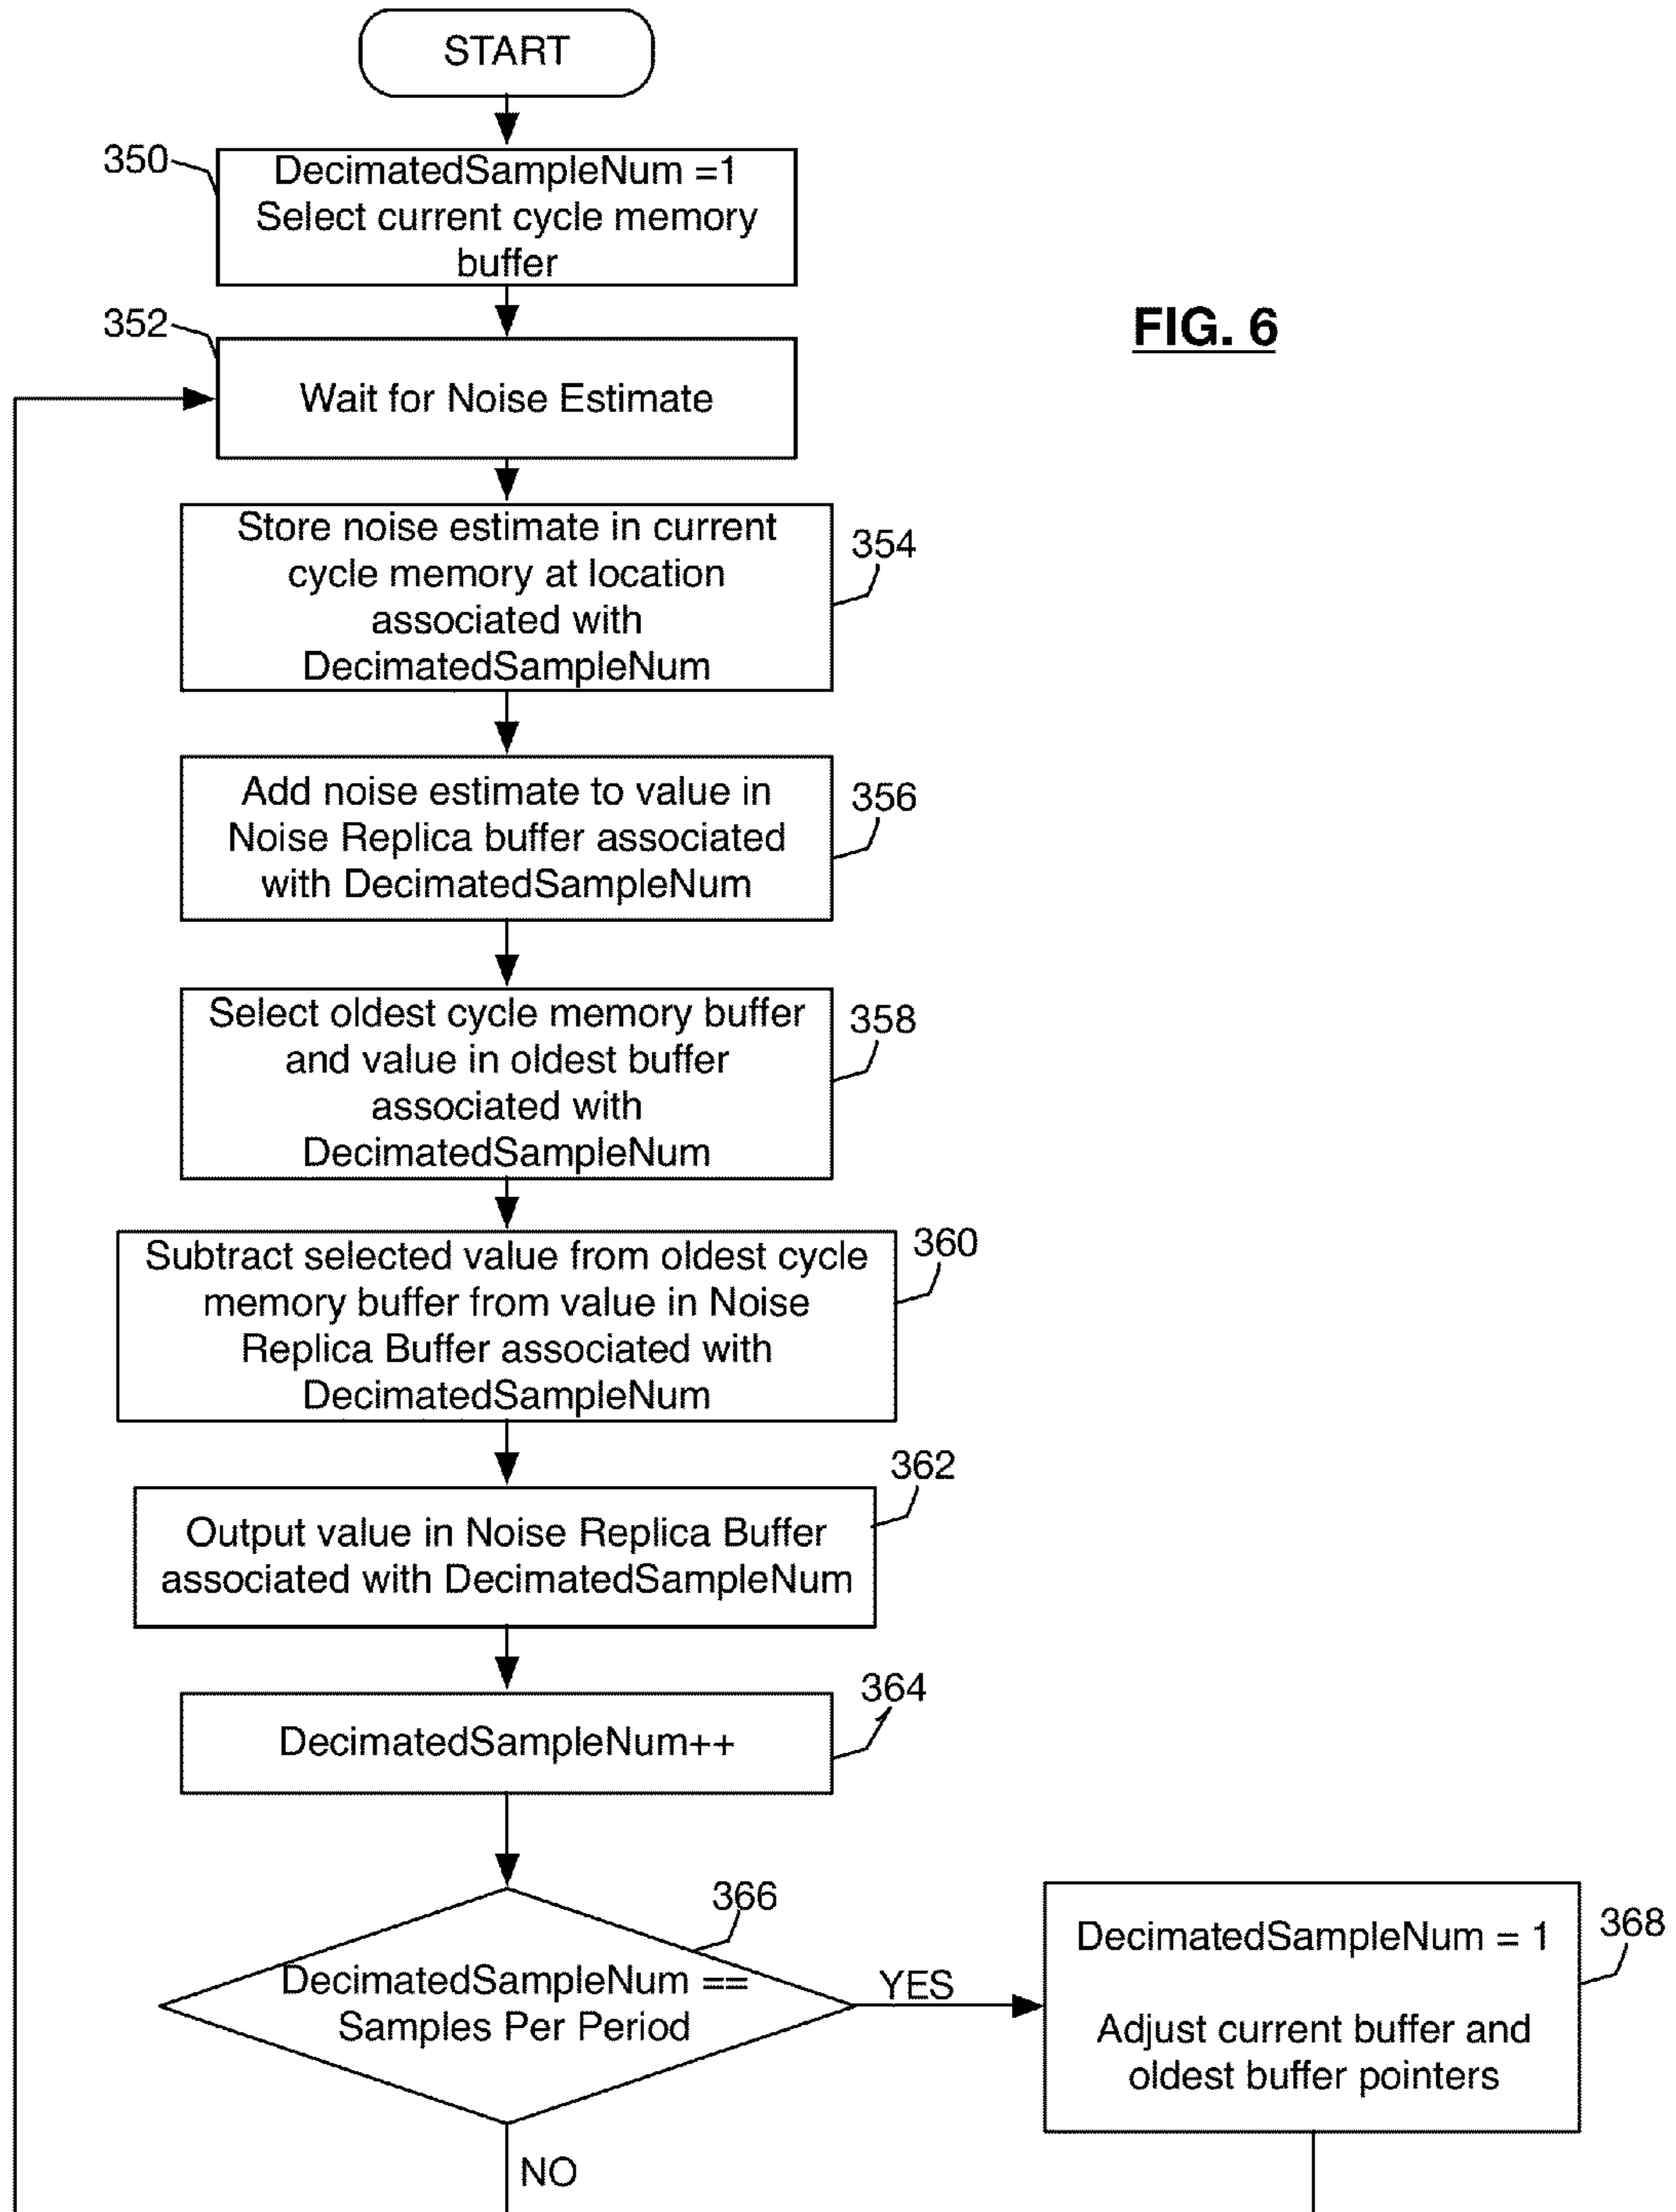 START
350
DecimatedSampleNum =1
Select current cycle memory
buffer
352
Wait for Noise Estimate
FIG. 6
Store noise estimate in current
cycle memory at location
associated with
DecimatedSampleNum
354
Add noise estimate to value in
Noise Replica buffer associated
with DecimatedSampleNum
356
Select oldest cycle memory buffer
and value in oldest buffer
associated with
DecimatedSampleNum
358
Subtract selected value from oldest cycle
memory buffer from value in Noise
Replica Buffer associated with
DecimatedSampleNum
360
Output value in Noise Replica Buffer
associated with DecimatedSampleNum
362
DecimatedSampleNum++
364
DecimatedSampleNum ==
Samples Per Period
366
YES
DecimatedSampleNum = 1
Adjust current buffer and
oldest buffer pointers
368
NO